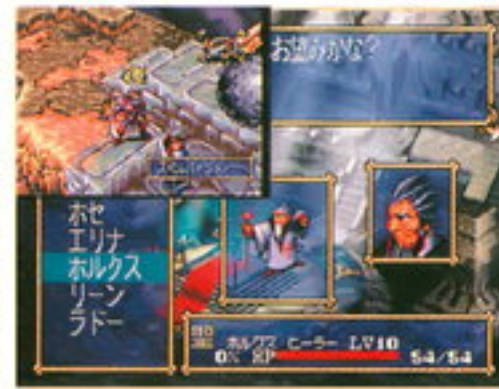 お望みかな?
ホセ
エリナ
ホルクス
リーン
ラドー
ホルクス ヒーラー LV10
0% HP 54/54